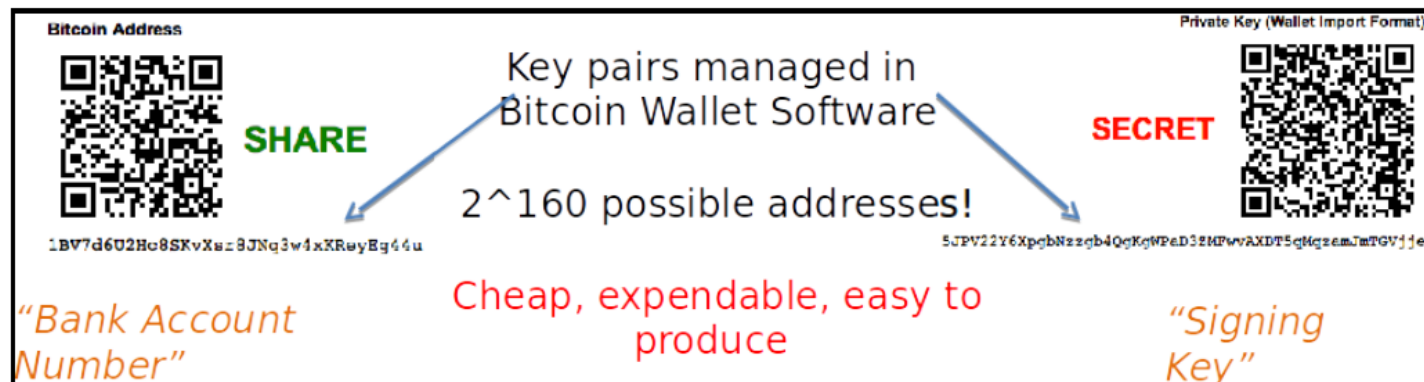 Bitcoin Address
Private Key (Wallet Import Format)
Key pairs managed in
Bitcoin Wallet Software
SHARE
SECRET
2^160 possible addresses!
“Bank Account
Number”
Cheap, expendable, easy to
produce
“Signing
Key”